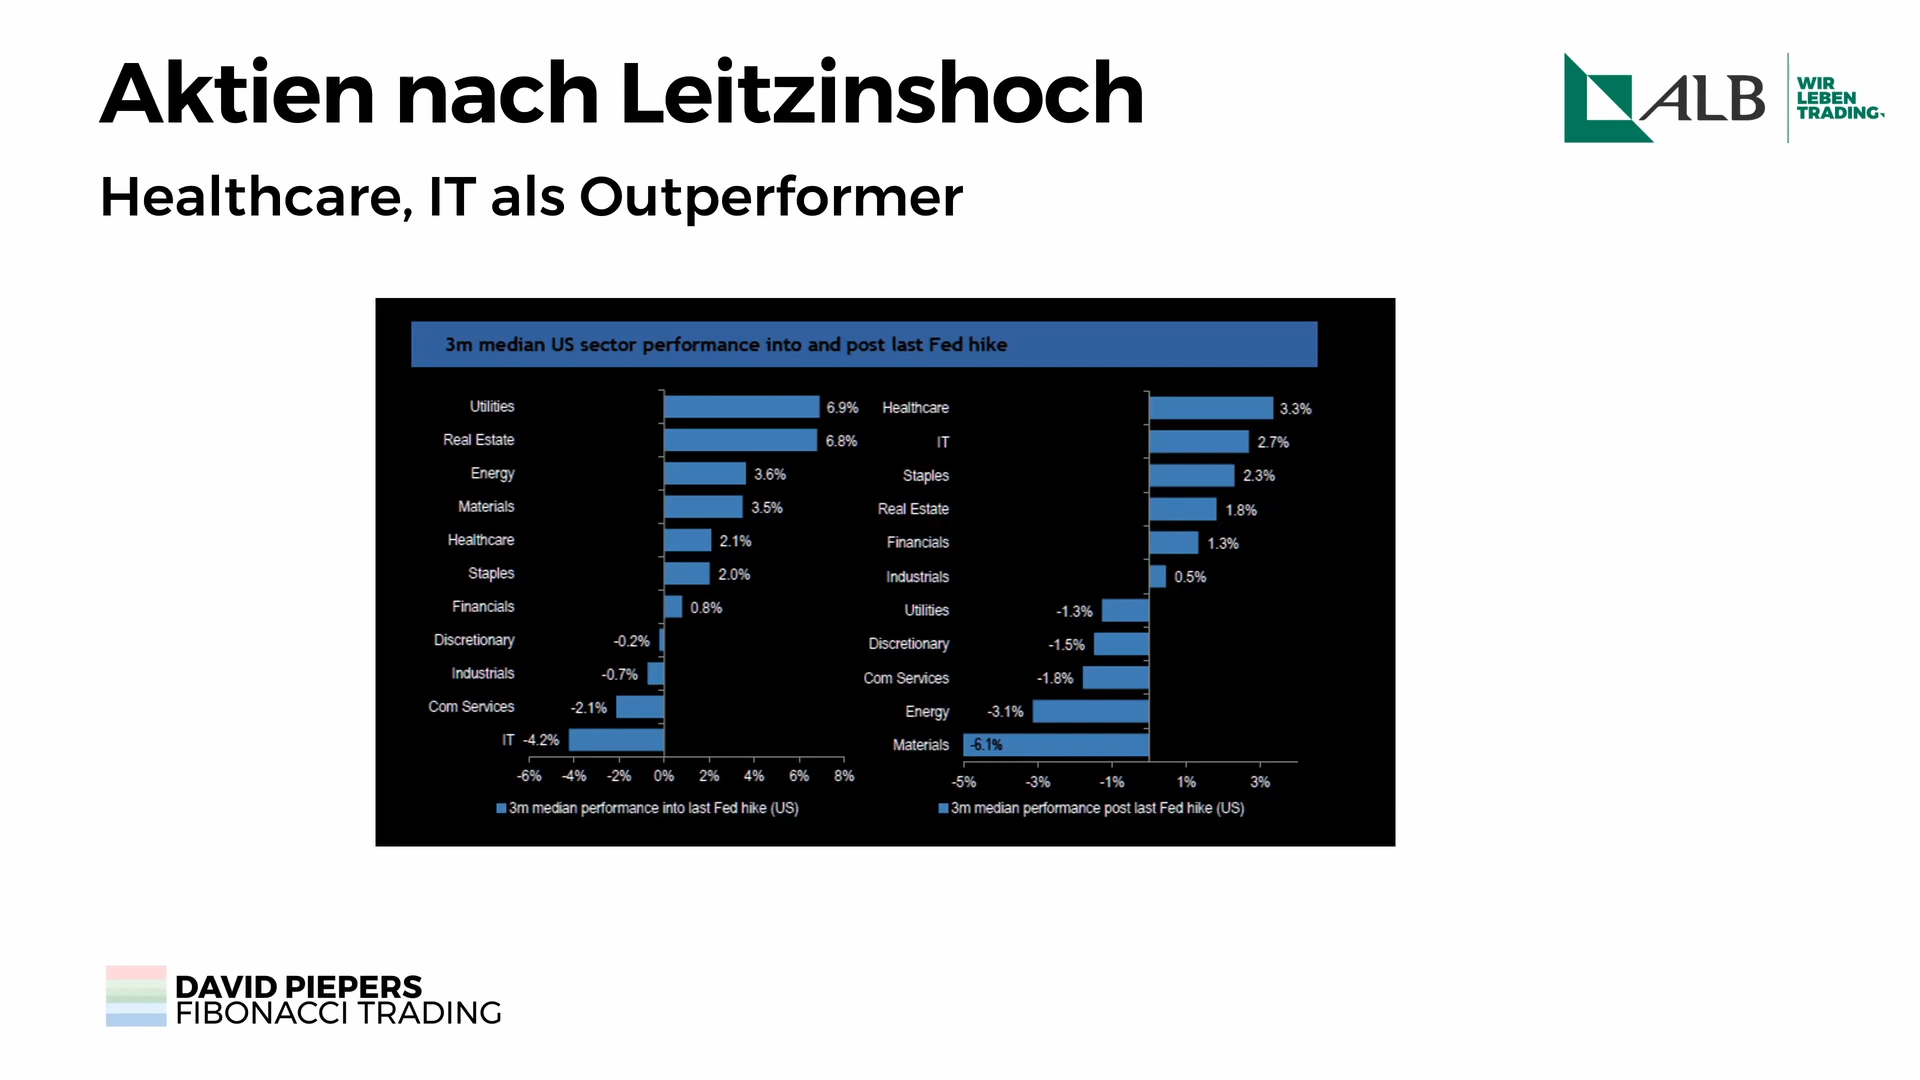 Aktien nach Leitzinshoch
Healthcare, IT als Outperformer
ALB
WIR
LEBEN
TRADING
3m median US sector performance into and post last Fed hike
Utilities 6.9%
Real Estate 6.8%
Energy 3.6%
Materials 3.5%
Healthcare 2.1%
Staples 2.0%
Financials 0.8%
Discretionary -0.2%
Industrials -0.7%
Com Services -2.1%
IT -4.2%
-6% -4% -2% 0% 2% 4% 6% 8%
3m median performance into last Fed hike (US)
Healthcare 3.3%
IT 2.7%
Staples 2.3%
Real Estate 1.8%
Financials 1.3%
Industrials 0.5%
Utilities -1.3%
Discretionary -1.5%
Com Services -1.8%
Energy -3.1%
Materials -6.1%
-5% -3% -1% 1% 3%
3m median performance post last Fed hike (US)
DAVID PIEPERS
FIBONACCI TRADING